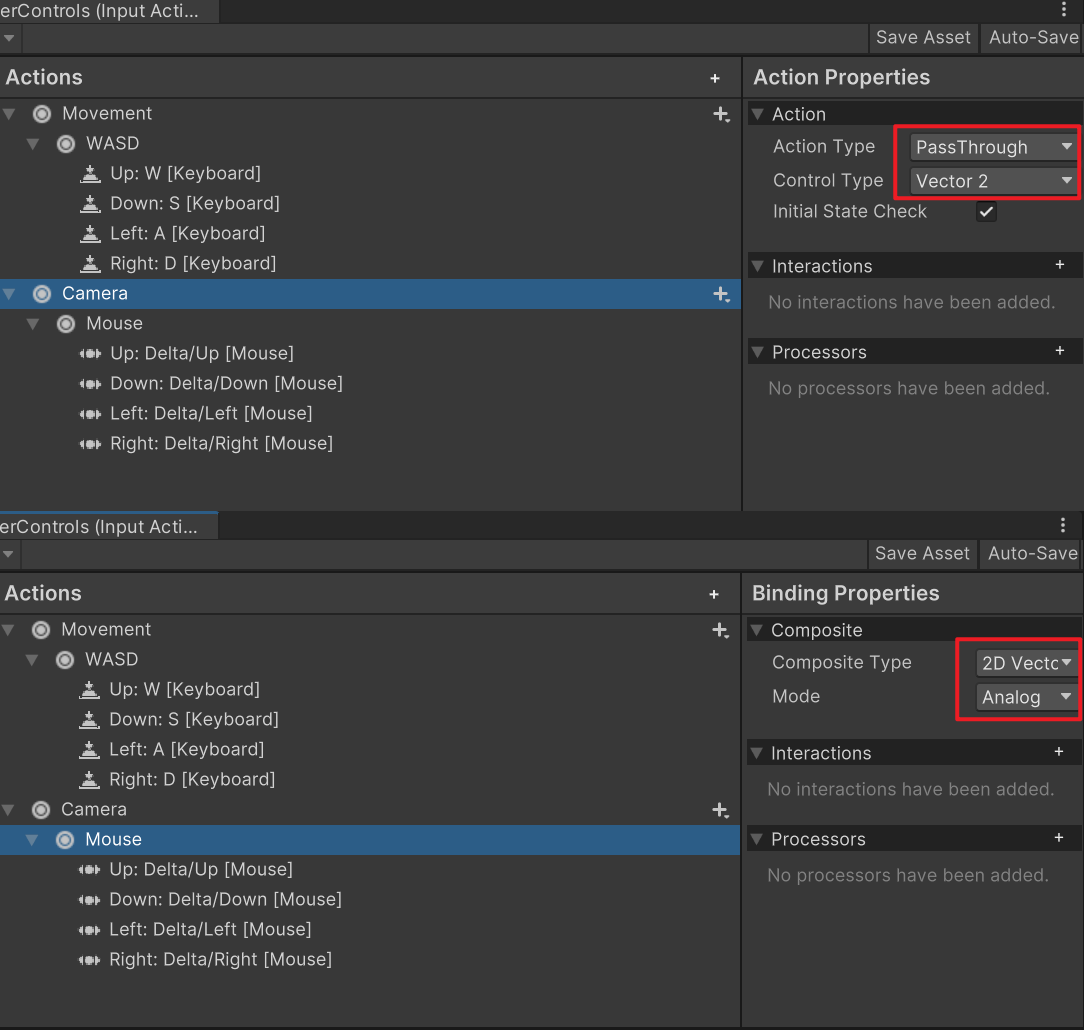 erControls (Input Acti...
Save Asset Auto-Save
Actions + Action Properties
Movement Action
WASD Action Type PassThrough
Up: W [Keyboard] Control Type Vector 2
Down: S [Keyboard] Initial State Check
Left: A [Keyboard]
Right: D [Keyboard] Interactions +
Camera No interactions have been added.
Mouse
Up: Delta/Up [Mouse] Processors +
Down: Delta/Down [Mouse] No processors have been added.
Left: Delta/Left [Mouse]
Right: Delta/Right [Mouse]
erControls (Input Acti...
Save Asset Auto-Save
Actions + Binding Properties
Movement Composite
WASD Composite Type 2D Vectc
Up: W [Keyboard] Mode Analog
Down: S [Keyboard]
Left: A [Keyboard] Interactions +
Right: D [Keyboard] No interactions have been added.
Camera
Mouse Processors +
Up: Delta/Up [Mouse] No processors have been added.
Down: Delta/Down [Mouse]
Left: Delta/Left [Mouse]
Right: Delta/Right [Mouse]